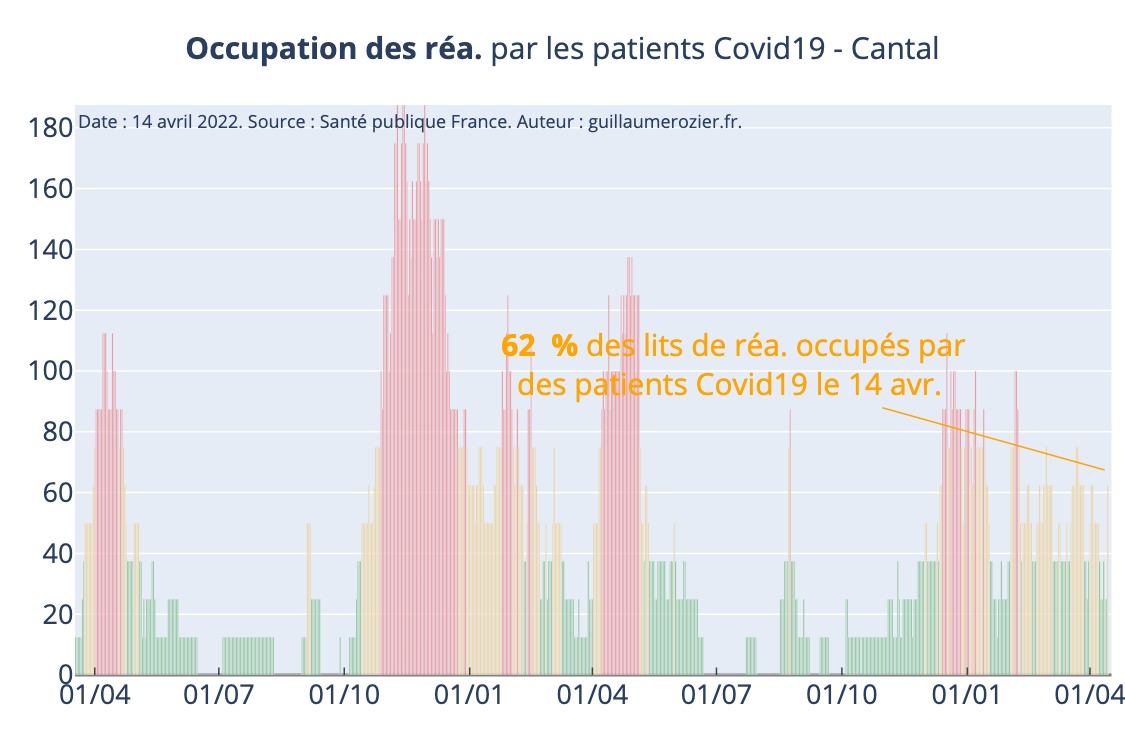 Occupation des réa. par les patients Covid19 - Cantal
Date : 14 avril 2022. Source : Santé publique France. Auteur : guillaumerozier.fr.
180
160
140
120
100
80
60
40
20
0
62 % des lits de réa. occupés par
des patients Covid19 le 14 avr.
01/04 01/07 01/10 01/01 01/04 01/07 01/10 01/01 01/04